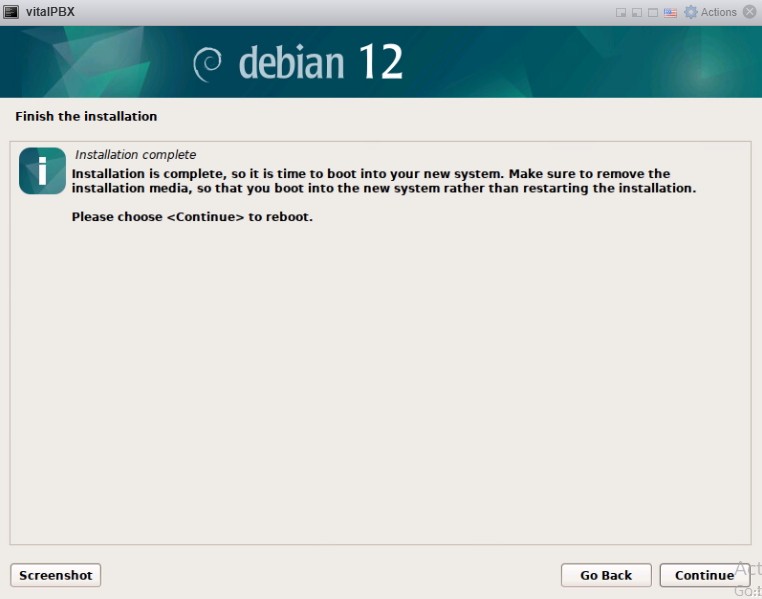 vitalPBX
Actions
debian 12
Finish the installation
Installation complete
Installation is complete, so it is time to boot into your new system. Make sure to remove the
installation media, so that you boot into the new system rather than restarting the installation.
Please choose <Continue> to reboot.
Screenshot
Go Back
Continue
Act